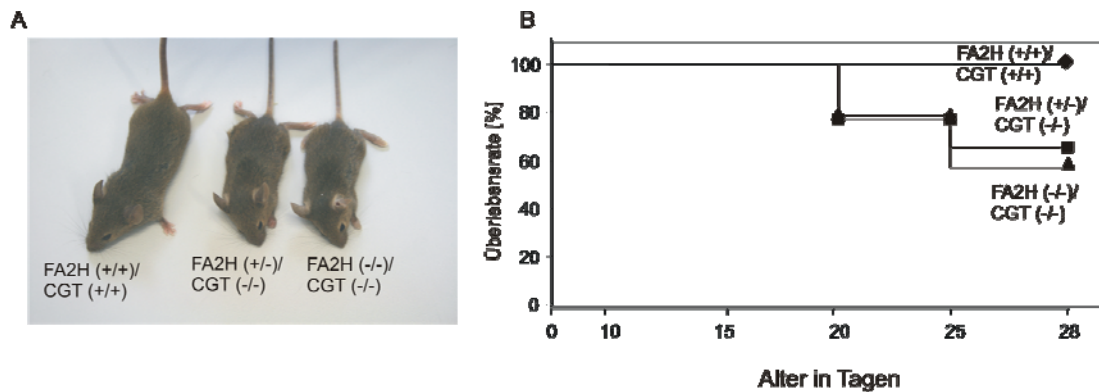 A
FA2H (+/+)/
CGT (+/+)
FA2H (+/-)/
CGT (-/-)
FA2H (-/-)/
CGT (-/-)
B
Überlebensrate [%]
100
80
60
40
20
0
FA2H (+/+)/
CGT (+/+)
FA2H (+/-)/
CGT (-/-)
FA2H (-/-)/
CGT (-/-)
0 10 15 20 25 28
Alter in Tagen